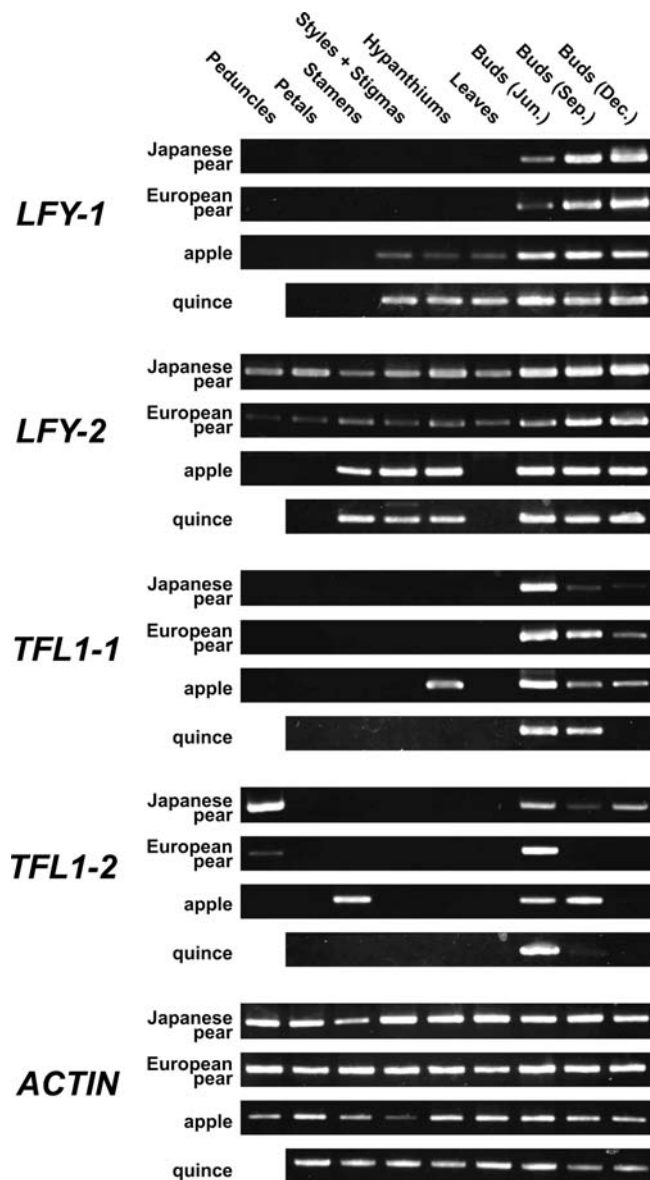 Peduncles
Petals
Stamens
Styles + Stigmas
Hypanthiums
Leaves
Buds (Jun.)
Buds (Sep.)
Buds (Dec.)
LFY-1
Japanese
pear
European
pear
apple
quince
LFY-2
Japanese
pear
European
pear
apple
quince
TFL1-1
Japanese
pear
European
pear
apple
quince
TFL1-2
Japanese
pear
European
pear
apple
quince
ACTIN
Japanese
pear
European
pear
apple
quince